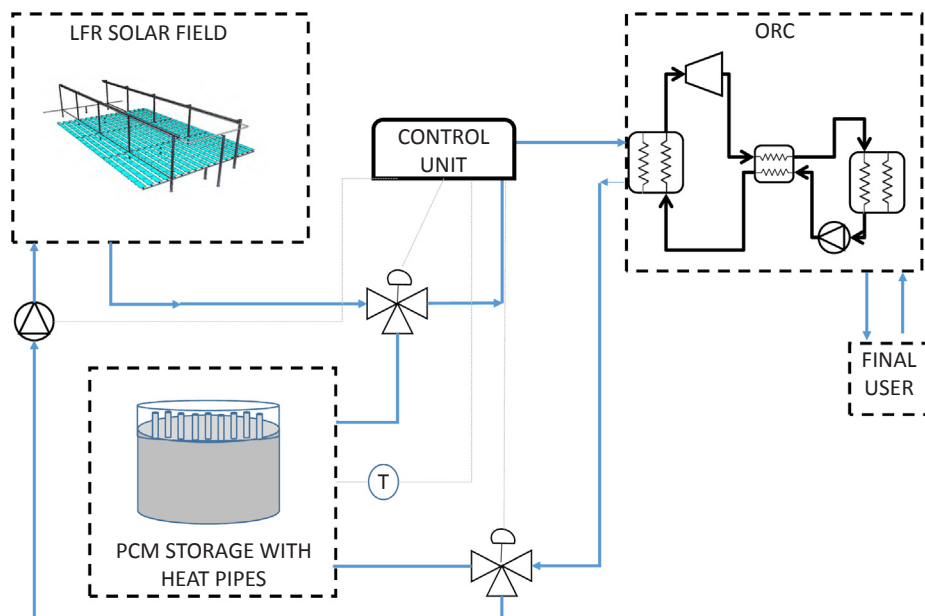 LFR SOLAR FIELD
ORC
CONTROL
UNIT
FINAL
USER
T
PCM STORAGE WITH
HEAT PIPES